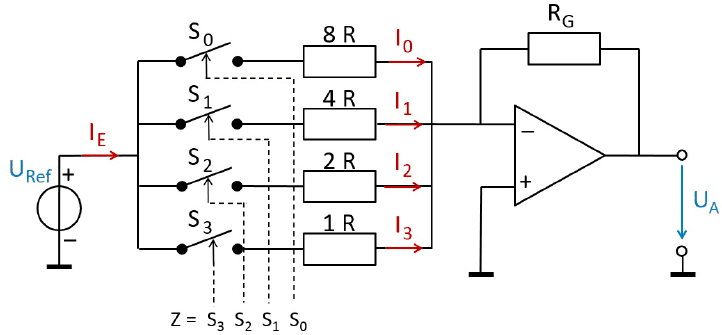 S0 8 R I0 RG
S1 4 R I1
IE
S2 2 R I2
URef + − − + UA
S3 1 R I3
Z = S3 S2 S1 S0